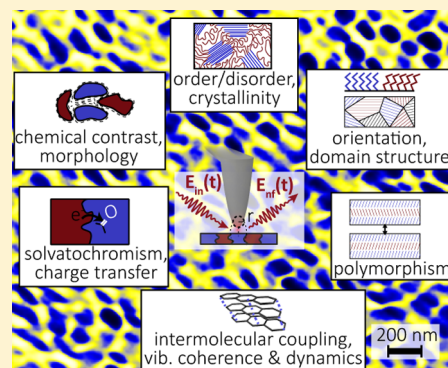 order/disorder,
crystallinity
chemical contrast,
morphology
orientation,
domain structure
E_in(t)
E_nf(t)
r
e
solvatochromism,
charge transfer
polymorphism
intermolecular coupling,
vib. coherence & dynamics
200 nm